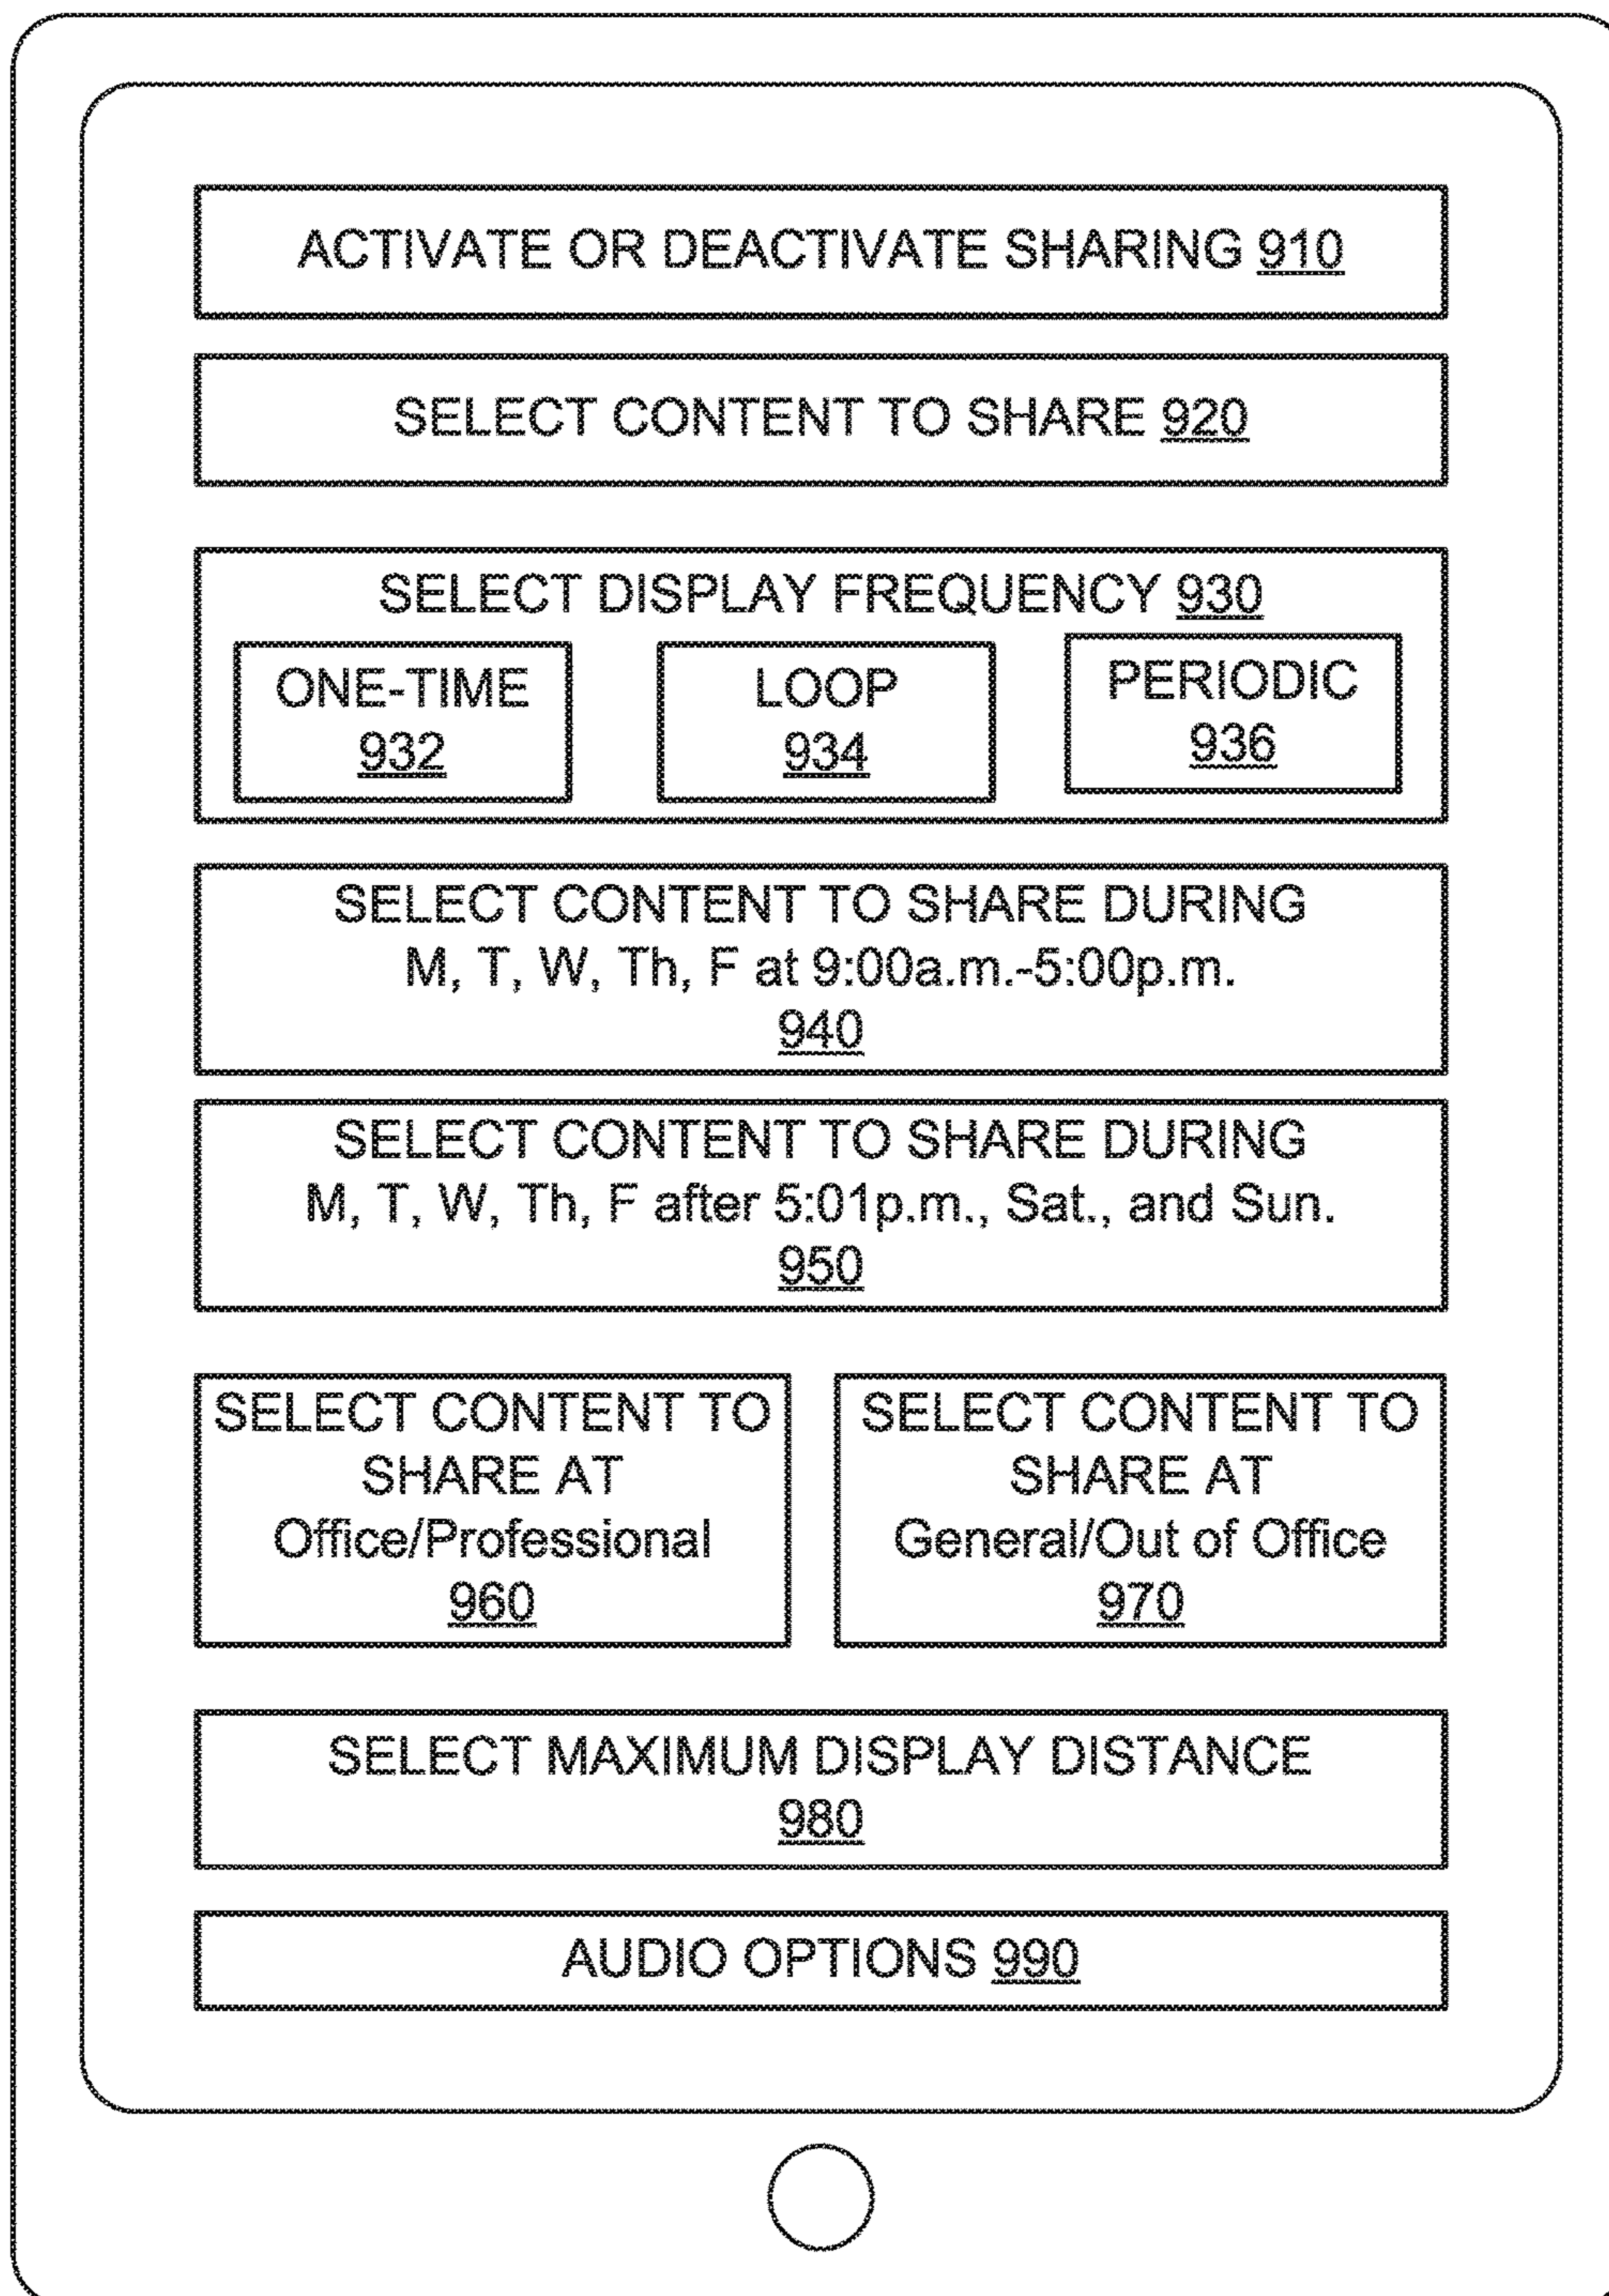 ACTIVATE OR DEACTIVATE SHARING 910
SELECT CONTENT TO SHARE 920
SELECT DISPLAY FREQUENCY 930
ONE-TIME
932
LOOP
934
PERIODIC
936
SELECT CONTENT TO SHARE DURING
M, T, W, Th, F at 9:00a.m.-5:00p.m.
940
SELECT CONTENT TO SHARE DURING
M, T, W, Th, F after 5:01p.m., Sat., and Sun.
950
SELECT CONTENT TO
SHARE AT
Office/Professional
960
SELECT CONTENT TO
SHARE AT
General/Out of Office
970
SELECT MAXIMUM DISPLAY DISTANCE
980
AUDIO OPTIONS 990